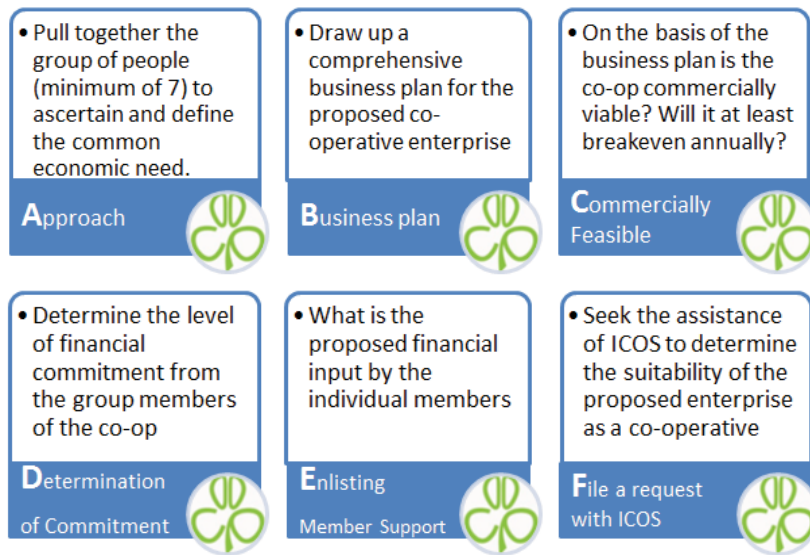 • Pull together the
group of people
(minimum of 7) to
ascertain and define
the common
economic need.
Approach
• Draw up a
comprehensive
business plan for the
proposed co-
operative enterprise
Business plan
• On the basis of the
business plan is the
co-op commercially
viable? Will it at least
breakeven annually?
Commercially
Feasible
• Determine the level
of financial
commitment from
the group members
of the co-op
Determination
of Commitment
• What is the
proposed financial
input by the
individual members
Enlisting
Member Support
• Seek the assistance
of ICOS to determine
the suitability of the
proposed enterprise
as a co-operative
File a request
with ICOS